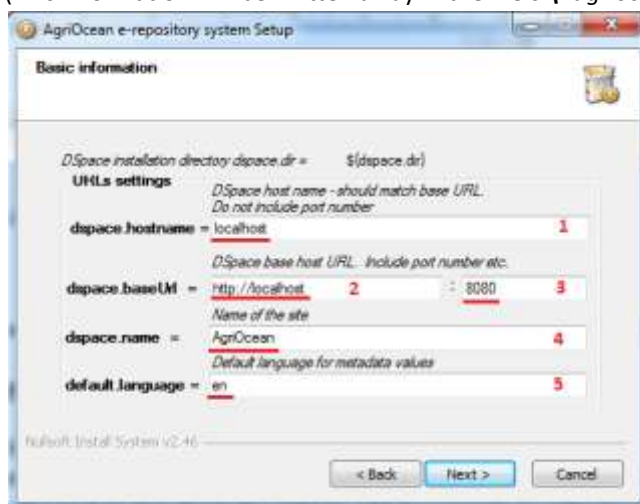 AgriOcean e-repository system Setup
Basic information
DSpace installation directory dspace.dir = ${dspace.dir}
URLs settings
DSpace host name - should match base URL.
Do not include port number
dspace.hostname = localhost 1
DSpace base host URL. Include port number etc.
dspace.baseUrl = http://localhost 2 : 8080 3
Name of the site
dspace.name = AgriOcean 4
Default language for metadata values
default.language = en 5
Nullsoft Install System v2.46
< Back Next > Cancel